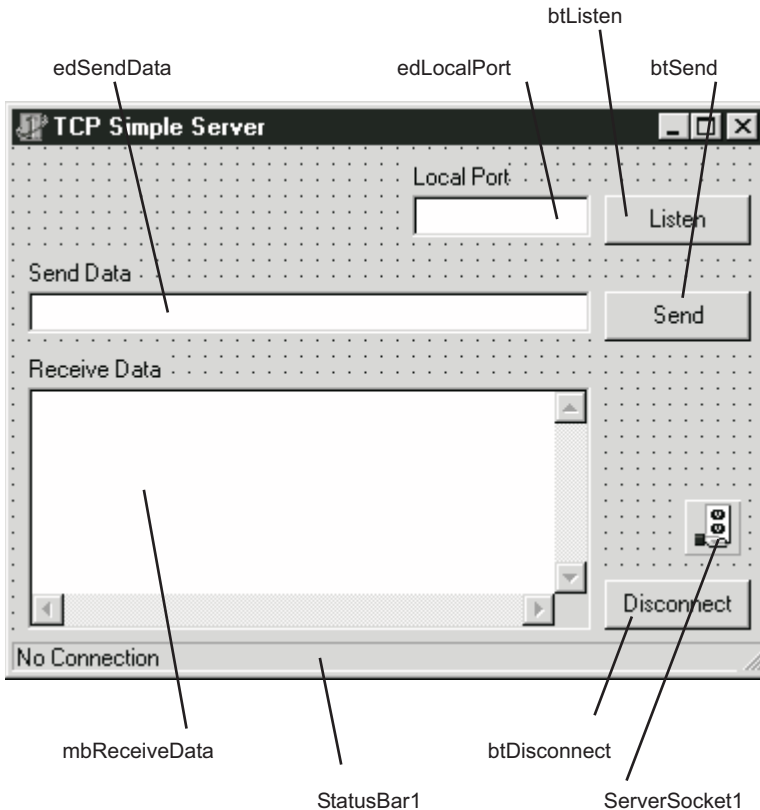 btListen
edSendData
edLocalPort
btSend
TCP Simple Server
Local Port
Listen
Send Data
Send
Receive Data
Disconnect
No Connection
mbReceiveData
btDisconnect
StatusBar1
ServerSocket1